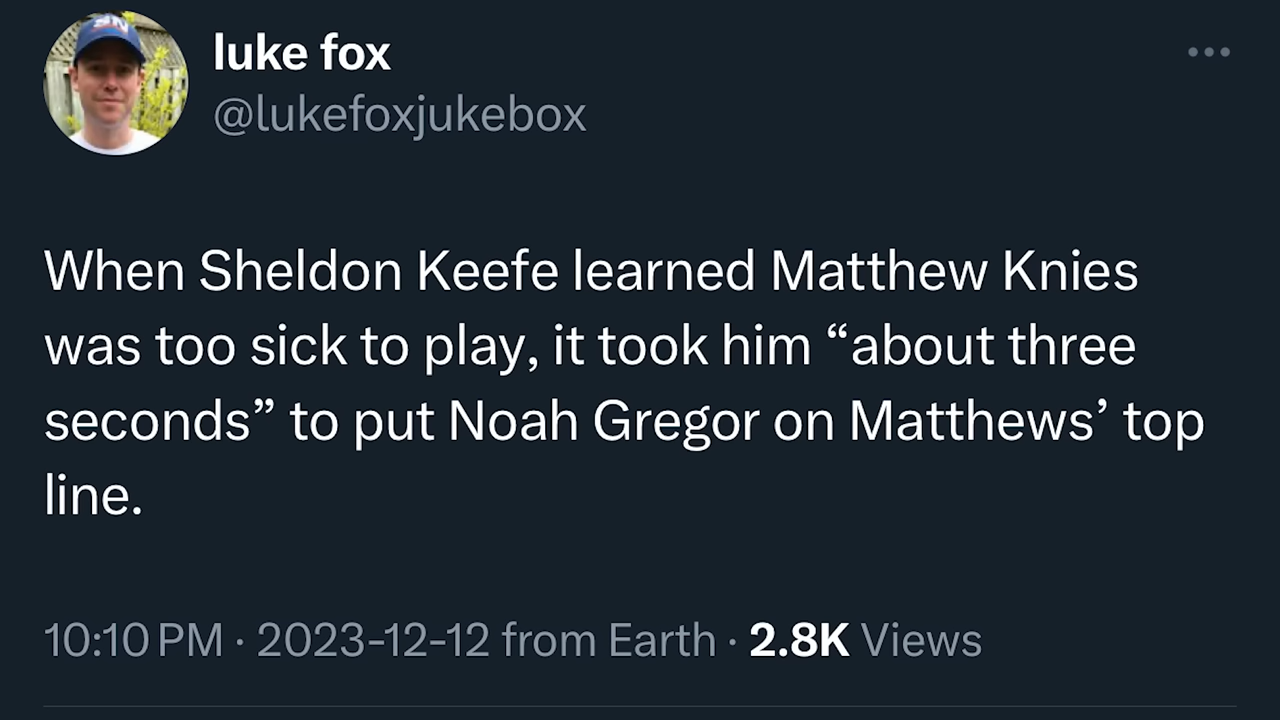 SN
luke fox
@lukefoxjukebox
When Sheldon Keefe learned Matthew Knies
was too sick to play, it took him “about three
seconds” to put Noah Gregor on Matthews’ top
line.
10:10 PM · 2023-12-12 from Earth · 2.8K Views